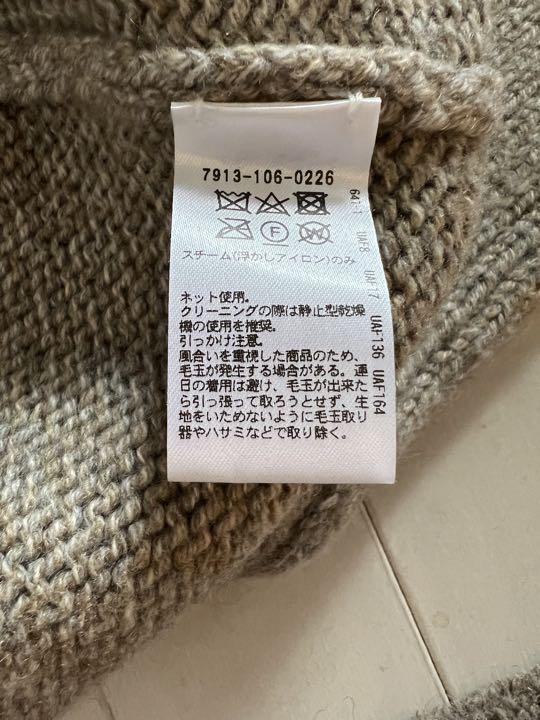 7913-106-0226
F
W
スチーム(浮かしアイロン)のみ
ネット使用。
クリーニングの際は静止型乾燥
機の使用を推奨。
引っかけ注意。
風合いを重視した商品のため、
毛玉が発生する場合がある。連
日の着用は避け、毛玉が出来た
ら引っ張って取ろうとせず、生
地をいためないように毛玉取り
器やハサミなどで取り除く。
UAF136 UAF164